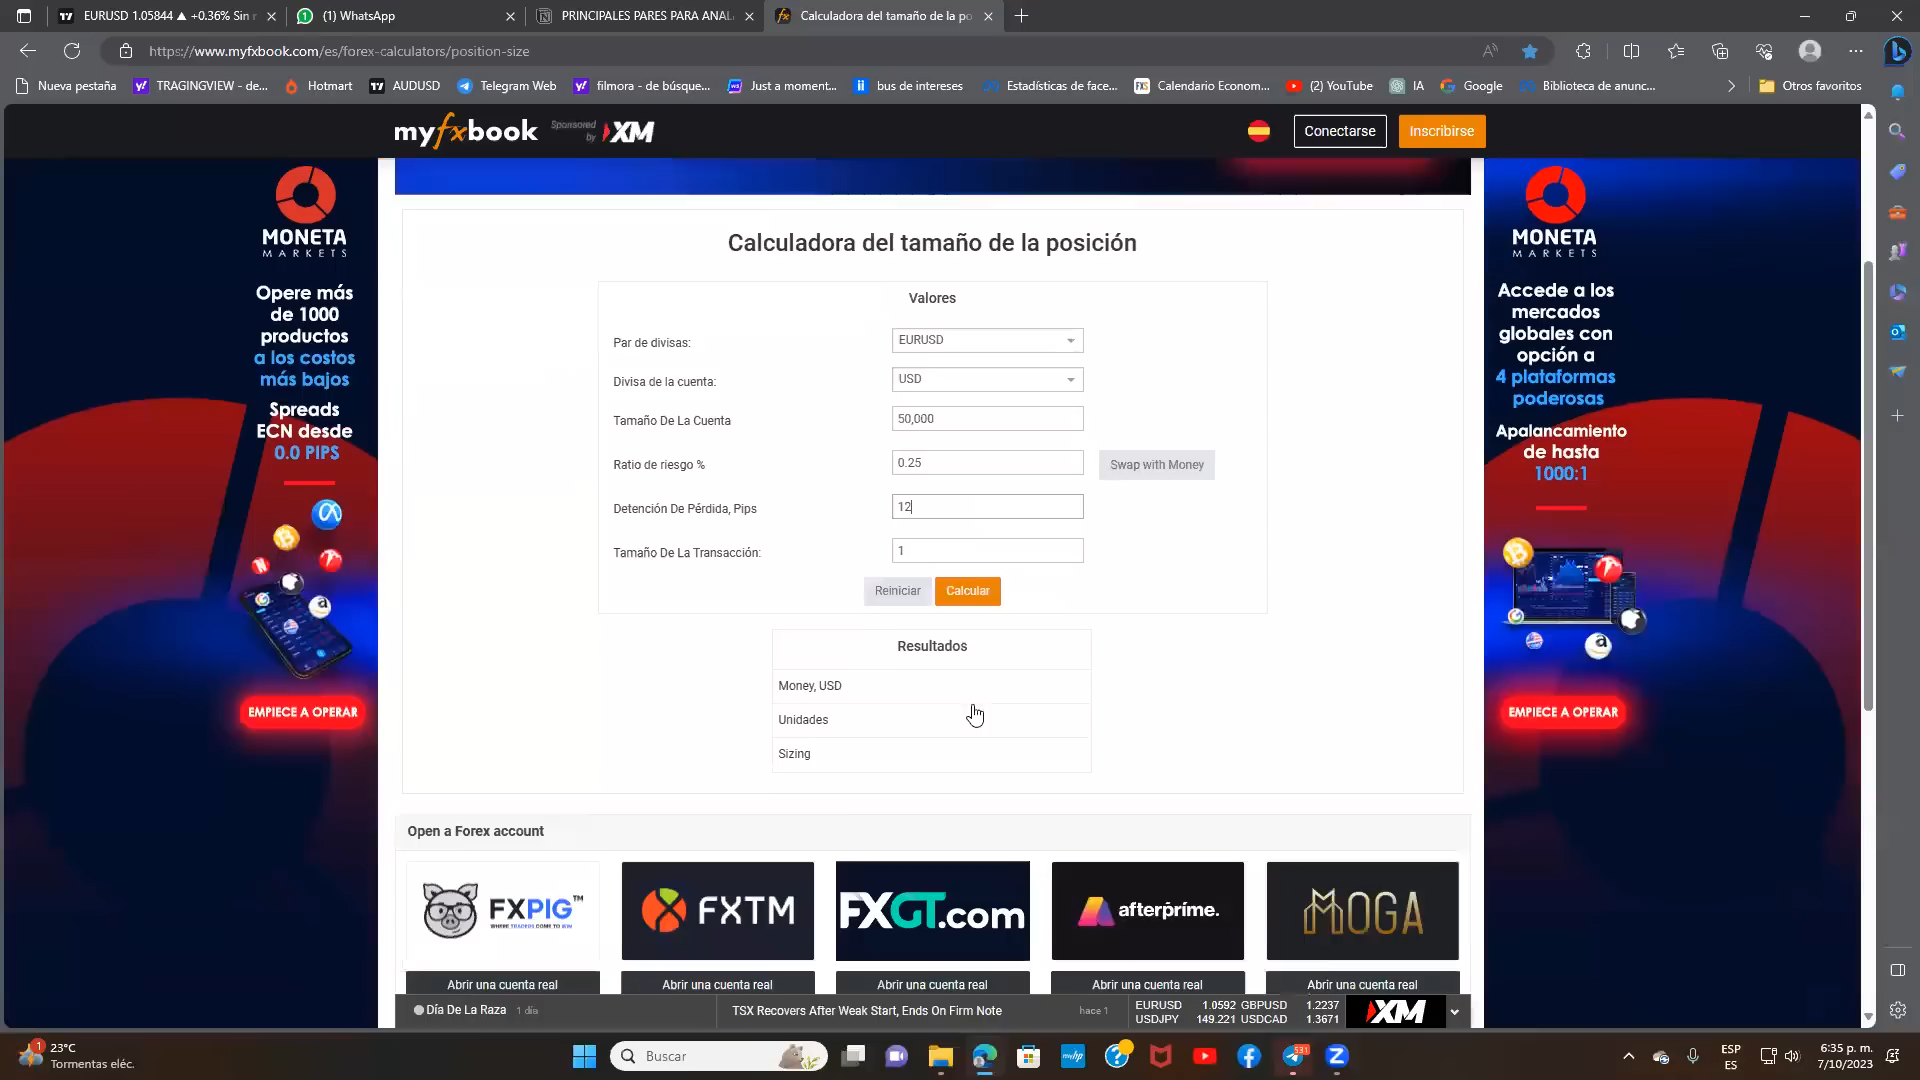 EURUSD 1.05844 ▲ +0.36% Sin r
(1) WhatsApp
PRINCIPALES PARES PARA ANAL
Calculadora del tamaño de la po
https://www.myfxbook.com/es/forex-calculators/position-size
Nueva pestaña
TRAGINGVIEW - de...
Hotmart
AUDUSD
Telegram Web
filmora - de búsque...
Just a moment...
bus de intereses
Estadísticas de face...
Calendario Econom...
(2) YouTube
IA
Google
Biblioteca de anunc...
Otros favoritos
myfxbook
Sponsored
by
XM
Conectarse
Inscribirse
MONETA
MARKETS
Opere más
de 1000
productos
a los costos
más bajos
Spreads
ECN desde
0.0 PIPS
EMPIECE A OPERAR
Calculadora del tamaño de la posición
Valores
Par de divisas:
EURUSD
Divisa de la cuenta:
USD
Tamaño De La Cuenta
50,000
Ratio de riesgo %
0.25
Swap with Money
Detención De Pérdida, Pips
12
Tamaño De La Transacción:
1
Reiniciar
Calcular
Resultados
Money, USD
Unidades
Sizing
MONETA
MARKETS
Accede a los
mercados
globales con
opción a
4 plataformas
poderosas
Apalancamiento
de hasta
1000:1
EMPIECE A OPERAR
Open a Forex account
FXPIG™
WHERE TRADERS COME TO WIN
FXTM
FXGT.com
afterprime.
MOGA
Abrir una cuenta real
Abrir una cuenta real
Abrir una cuenta real
Abrir una cuenta real
Abrir una cuenta real
Día De La Raza 1 día
TSX Recovers After Weak Start, Ends On Firm Note
hace 1
EURUSD 1.0592 GBPUSD 1.2237
USDJPY 149.221 USDCAD 1.3671
XM
1
23°C
Tormentas eléc.
Buscar
myhp
531
ESP
ES
6:35 p. m.
7/10/2023